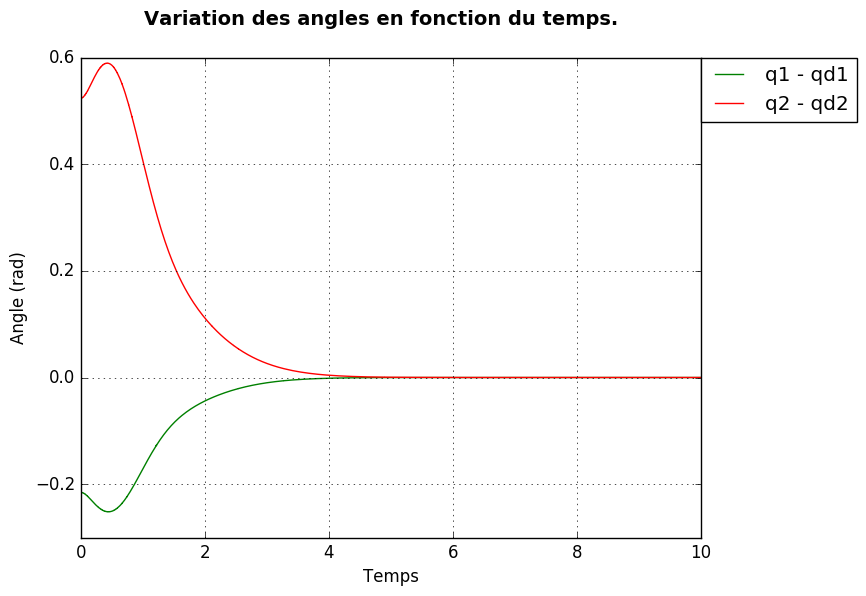 Variation des angles en fonction du temps.
q1 - qd1
q2 - qd2
0.6
0.4
0.2
0.0
−0.2
Angle (rad)
0 2 4 6 8 10
Temps